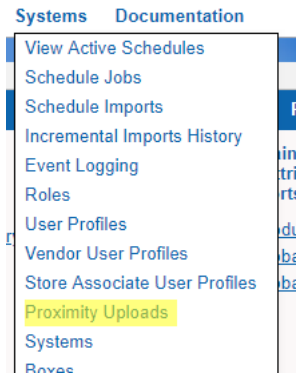 Systems Documentation
View Active Schedules
Schedule Jobs
Schedule Imports
Incremental Imports History
Event Logging
Roles
User Profiles
Vendor User Profiles
Store Associate User Profiles
Proximity Uploads
Systems
Boxes